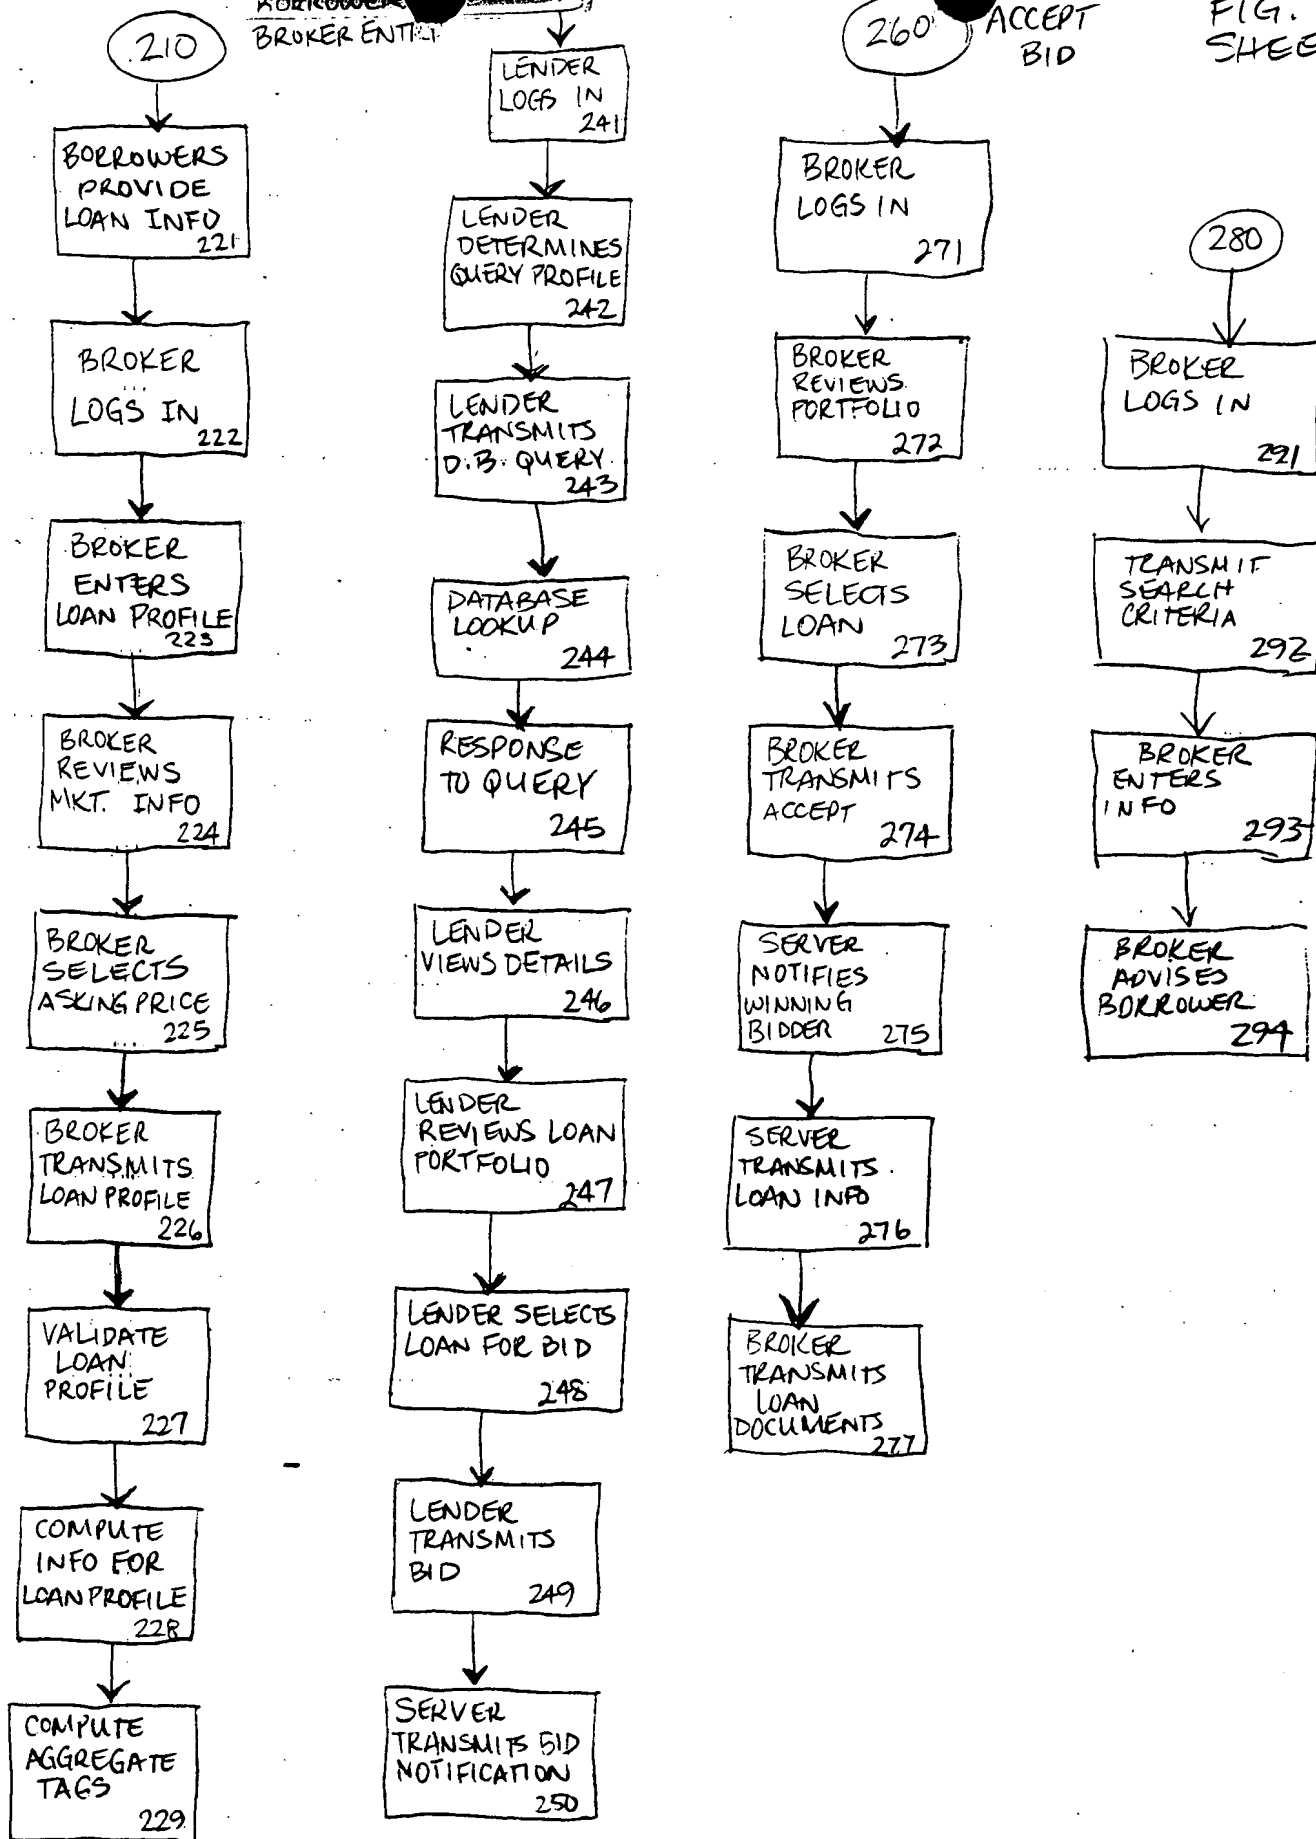 210
BROKER
BORROWERS
PROVIDE
LOAN INFO
221
BROKER
LOGS IN
222
BROKER
ENTERS
LOAN PROFILE
223
BROKER
REVIEWS
MKT. INFO
224
BROKER
SELECTS
ASKING PRICE
225
BROKER
TRANSMITS
LOAN PROFILE
226
VALIDATE
LOAN
PROFILE
227
COMPUTE
INFO FOR
LOAN PROFILE
228
COMPUTE
AGGREGATE
TAGS
229
LENDER
LOGS IN
241
LENDER
DETERMINES
QUERY PROFILE
242
LENDER
TRANSMITS
D.B. QUERY
243
DATABASE
LOOKUP
244
RESPONSE
TO QUERY
245
LENDER
VIEWS DETAILS
246
LENDER
REVIEWS LOAN
PORTFOLIO
247
LENDER SELECTS
LOAN FOR BID
248
LENDER
TRANSMITS
BID
249
SERVER
TRANSMITS BID
NOTIFICATION
250
260
ACCEPT
BID
BROKER
LOGS IN
271
BROKER
REVIEWS
PORTFOLIO
272
BROKER
SELECTS
LOAN
273
BROKER
TRANSMITS
ACCEPT
274
SERVER
NOTIFIES
WINNING
BIDDER
275
SERVER
TRANSMITS
LOAN INFO
276
BROKER
TRANSMITS
LOAN
DOCUMENTS
277
FIG.
SHEE
280
BROKER
LOGS IN
291
TRANSMIT
SEARCH
CRITERIA
292
BROKER
ENTERS
INFO
293
BROKER
ADVISES
BORROWER
294